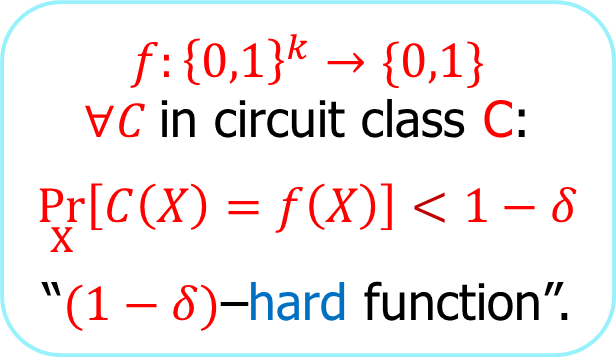 f: {0,1}^k → {0,1}
∀C in circuit class C:
Pr_X[C(X) = f(X)] < 1 − δ
“(1 − δ)–hard function”.